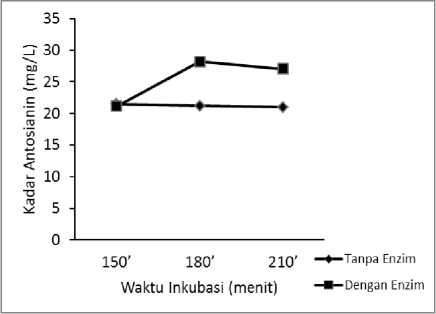 Kadar Antosianin (mg/L)
35
30
25
20
15
10
5
0
150’
180’
210’
Waktu Inkubasi (menit)
Tanpa Enzim
Dengan Enzim